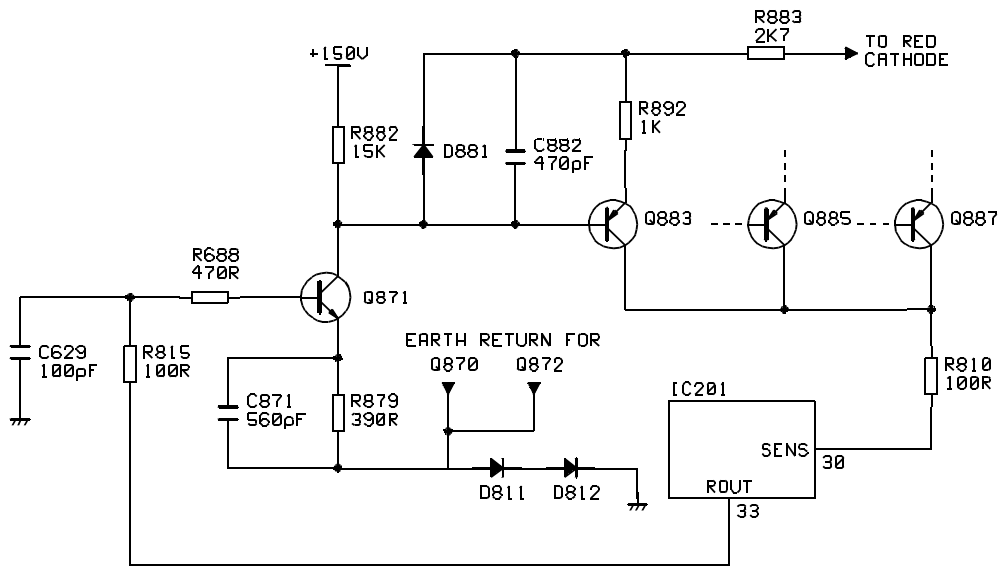 R883
2K7
TO RED
CATHODE
+150V
R882
15K
D881
C882
470pF
R892
1K
Q883
Q885
Q887
R688
470R
Q871
C629
100pF
R815
100R
EARTH RETURN FOR
Q870
Q872
C871
560pF
R879
390R
D811
D812
IC201
SENS
30
ROUT
33
R810
100R